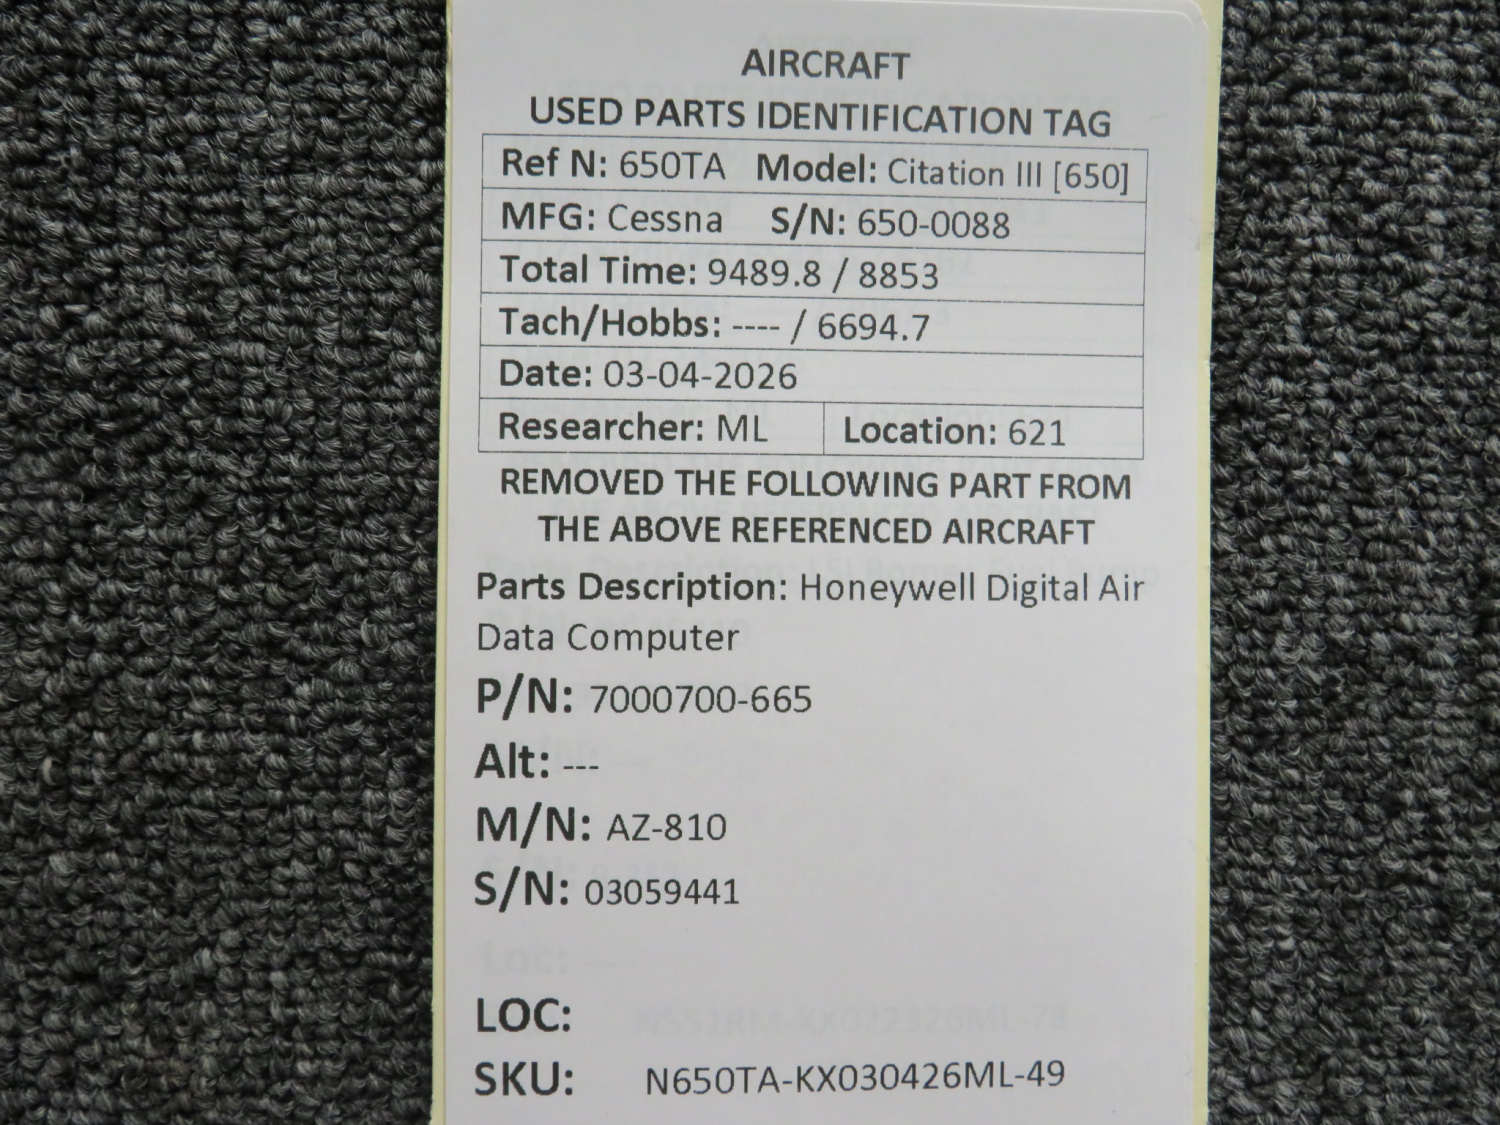 AIRCRAFT
USED PARTS IDENTIFICATION TAG
Ref N: 650TA Model: Citation III [650]
MFG: Cessna S/N: 650-0088
Total Time: 9489.8 / 8853
Tach/Hobbs: ---- / 6694.7
Date: 03-04-2026
Researcher: ML Location: 621
REMOVED THE FOLLOWING PART FROM
THE ABOVE REFERENCED AIRCRAFT
Parts Description: Honeywell Digital Air
Data Computer
P/N: 7000700-665
Alt: ---
M/N: AZ-810
S/N: 03059441
LOC:
SKU: N650TA-KX030426ML-49